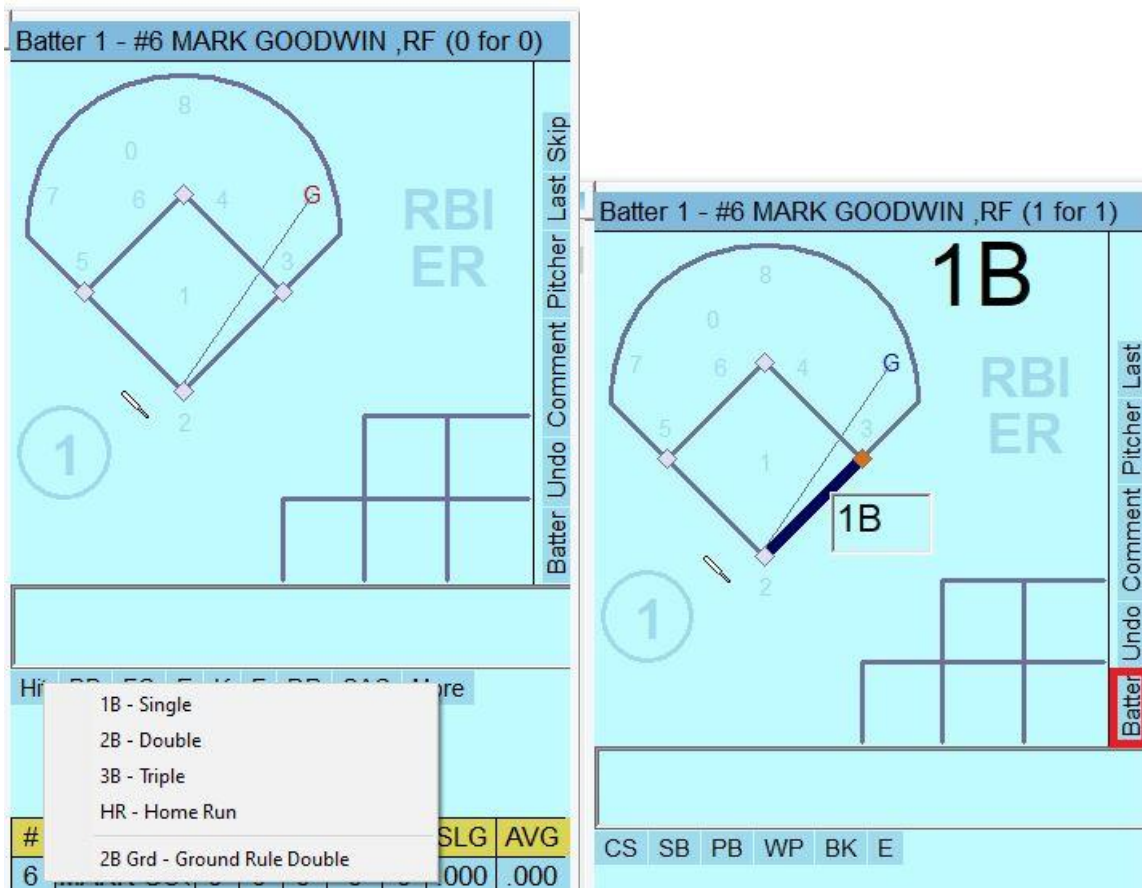 Batter 1 - #6 MARK GOODWIN ,RF (0 for 0)
8
0
7
6
4
G
RBI
ER
5
3
1
2
1
Skip
Last
Pitcher
Comment
Undo
Batter
Hit
More
1B - Single
2B - Double
3B - Triple
HR - Home Run
2B Grd - Ground Rule Double
# SLG AVG
6 .000 .000
Batter 1 - #6 MARK GOODWIN ,RF (1 for 1)
1B
8
0
7
6
4
G
RBI
ER
5
3
1
1B
2
1
Last
Pitcher
Comment
Undo
Batter
CS SB PB WP BK E